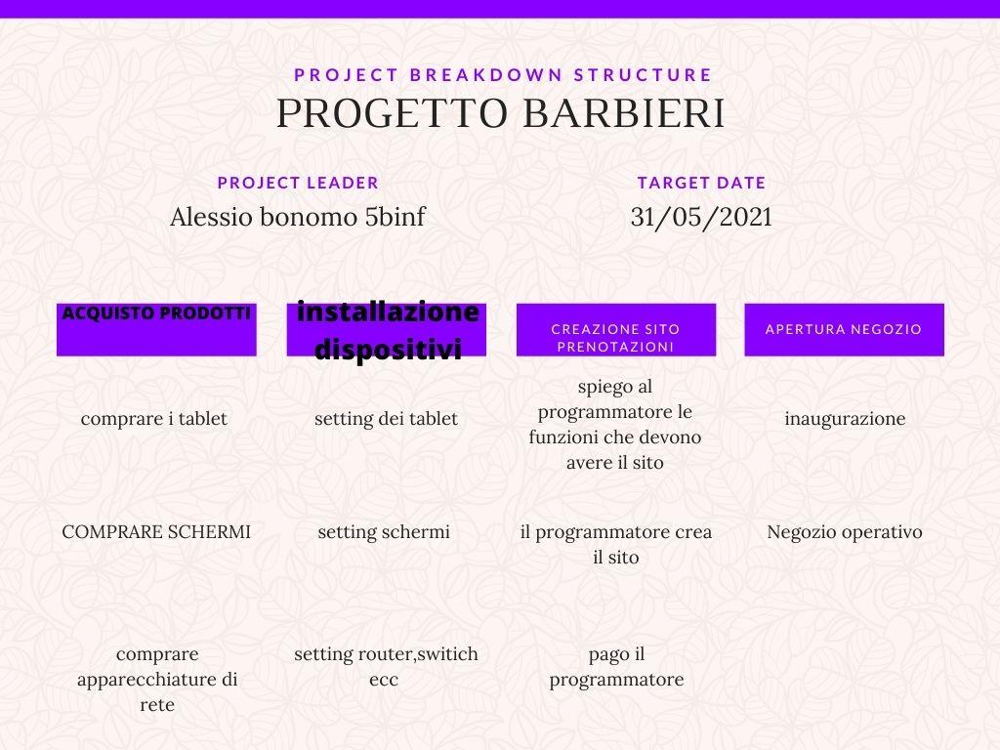 PROJECT BREAKDOWN STRUCTURE
PROGETTO BARBIERI
PROJECT LEADER
Alessio bonomo 5binf
TARGET DATE
31/05/2021
ACQUISTO PRODOTTI
installazione
dispositivi
CREAZIONE SITO
PRENOTAZIONI
APERTURA NEGOZIO
comprare i tablet
setting dei tablet
spiego al
programmatore le
funzioni che devono
avere il sito
inaugurazione
COMPRARE SCHERMI
setting schermi
il programmatore crea
il sito
Negozio operativo
comprare
apparecchiature di
rete
setting router,switich
ecc
pago il
programmatore